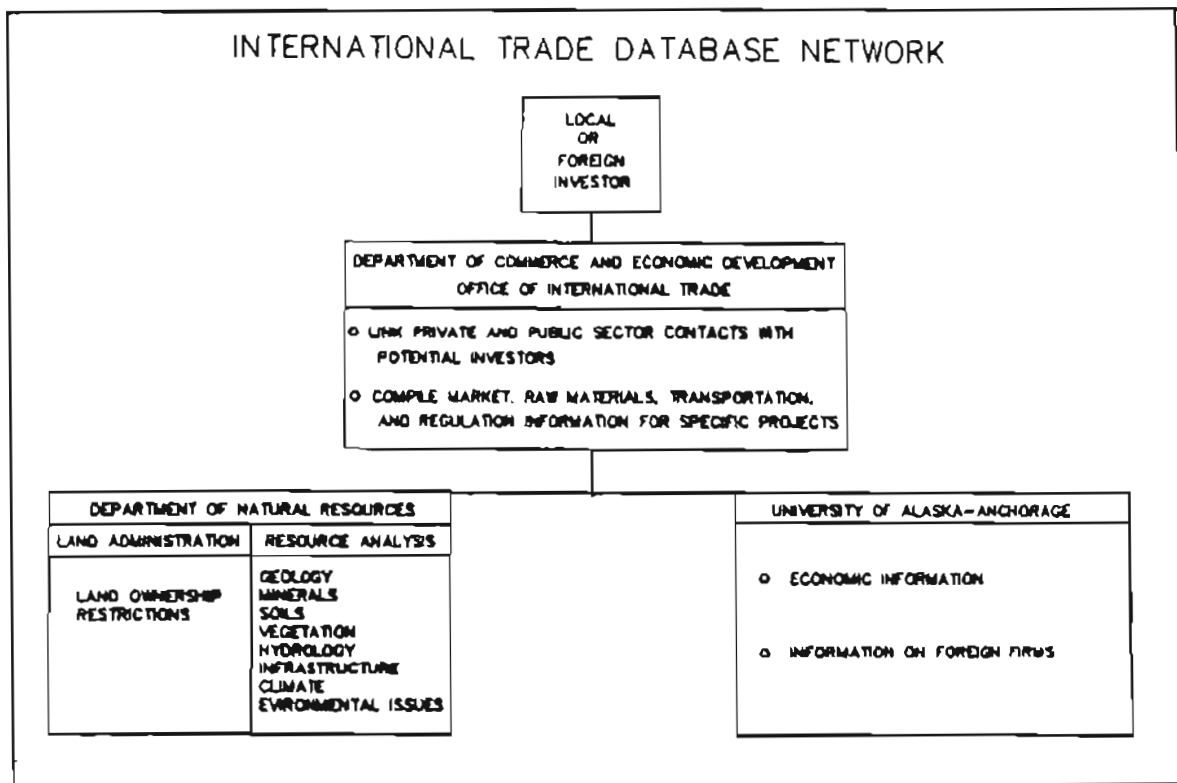 INTERNATIONAL TRADE DATABASE NETWORK
LOCAL
OR
FOREIGN
INVESTOR
DEPARTMENT OF COMMERCE AND ECONOMIC DEVELOPMENT
OFFICE OF INTERNATIONAL TRADE
o LINK PRIVATE AND PUBLIC SECTOR CONTACTS WITH
POTENTIAL INVESTORS
o COMPILE MARKET, RAW MATERIALS, TRANSPORTATION,
AND REGULATION INFORMATION FOR SPECIFIC PROJECTS
DEPARTMENT OF NATURAL RESOURCES
LAND ADMINISTRATION
LAND OWNERSHIP
RESTRICTIONS
RESOURCE ANALYSIS
GEOLOGY
MINERALS
SOILS
VEGETATION
HYDROLOGY
INFRASTRUCTURE
CLIMATE
EVIRONMENTAL ISSUES
UNIVERSITY OF ALASKA-ANCHORAGE
o ECONOMIC INFORMATION
o INFORMATION ON FOREIGN FIRMS